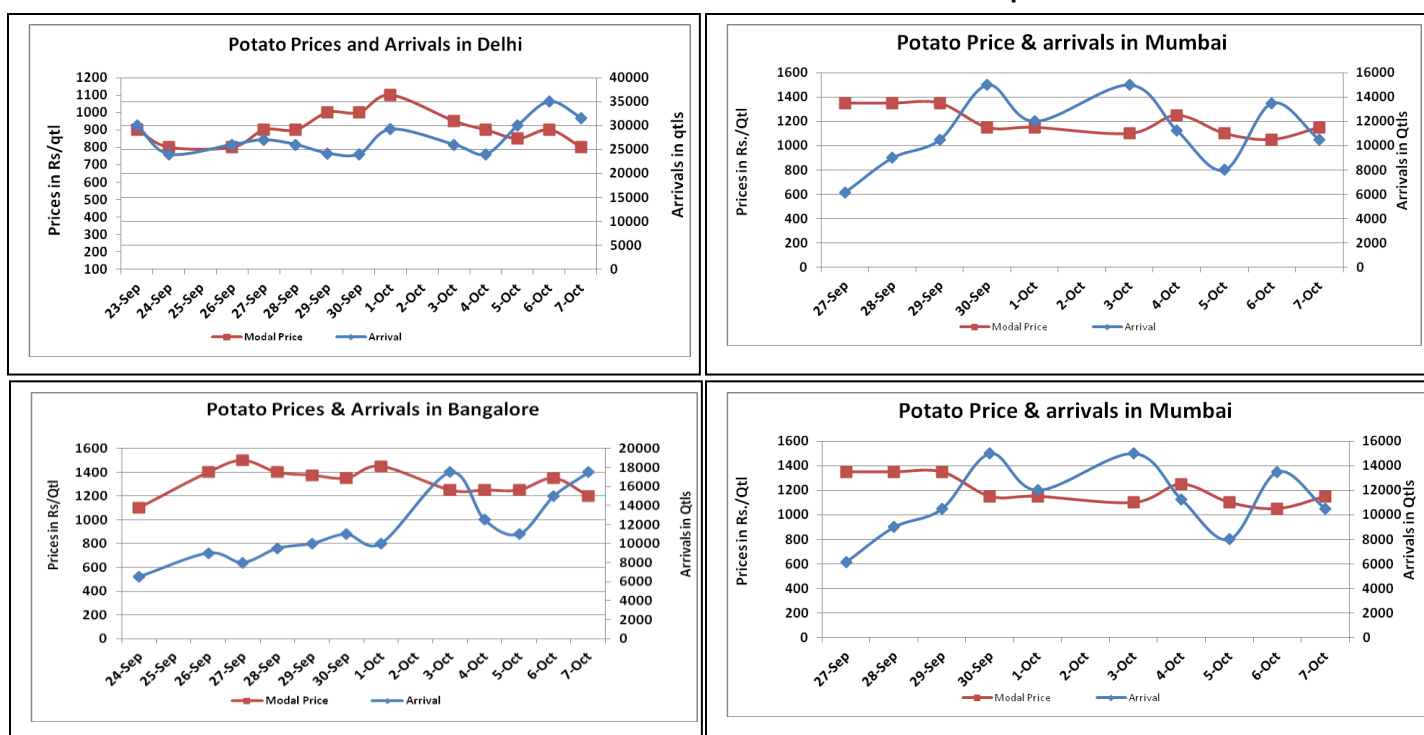 Potato Prices and Arrivals in Delhi
Prices in Rs/qtl
1200
1100
1000
900
800
700
600
500
400
300
200
100
40000
35000
30000
25000
20000
15000
10000
5000
0
Arrivals in qtls
23-Sep
24-Sep
25-Sep
26-Sep
27-Sep
28-Sep
29-Sep
30-Sep
1-Oct
2-Oct
3-Oct
4-Oct
5-Oct
6-Oct
7-Oct
Modal Price
Arrival
Potato Price & arrivals in Mumbai
Prices in Rs./Qtl
1600
1400
1200
1000
800
600
400
200
0
16000
14000
12000
10000
8000
6000
4000
2000
0
Arrivals in Qtls
27-Sep
28-Sep
29-Sep
30-Sep
1-Oct
2-Oct
3-Oct
4-Oct
5-Oct
6-Oct
7-Oct
Modal Price
Arrival
Potato Prices & Arrivals in Bangalore
Prices in Rs/Qtl
1600
1400
1200
1000
800
600
400
200
0
20000
18000
16000
14000
12000
10000
8000
6000
4000
2000
0
Arrivals in Qtls
24-Sep
25-Sep
26-Sep
27-Sep
28-Sep
29-Sep
30-Sep
1-Oct
2-Oct
3-Oct
4-Oct
5-Oct
6-Oct
7-Oct
Modal Price
Arrival
Potato Price & arrivals in Mumbai
Prices in Rs./Qtl
1600
1400
1200
1000
800
600
400
200
0
16000
14000
12000
10000
8000
6000
4000
2000
0
Arrivals in Qtls
27-Sep
28-Sep
29-Sep
30-Sep
1-Oct
2-Oct
3-Oct
4-Oct
5-Oct
6-Oct
7-Oct
Modal Price
Arrival